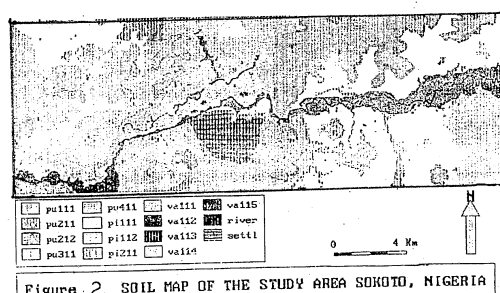 pu111 pu411 va111 va115
pu211 pi111 va112 river
pu212 pi112 va113 settl
pu311 pi211 va114
N
0 4 Km
Figure 2 SOIL MAP OF THE STUDY AREA SOKOTO, NIGERIA